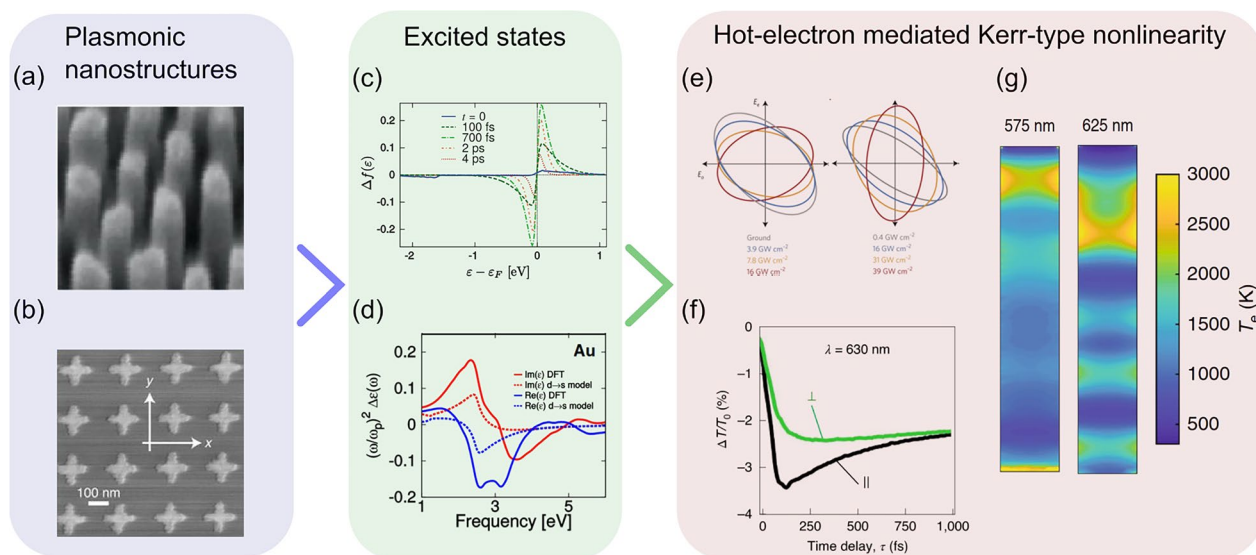 Plasmonic
nanostructures
(a)
(b)
y
x
100 nm
Excited states
(c)
0.2
0.1
0
-0.1
-0.2
Δf(ε)
t = 0
100 fs
700 fs
2 ps
4 ps
-2
-1
0
1
ε − εF [eV]
(d)
Au
0.2
0.1
0
-0.1
-0.2
(ω/ωp)² Δε(ω)
Im(ε) DFT
Im(ε) d→s model
Re(ε) DFT
Re(ε) d→s model
1
3
5
Frequency [eV]
Hot-electron mediated Kerr-type nonlinearity
(e)
Ground
3.9 GW cm⁻²
7.8 GW cm⁻²
16 GW cm⁻²
0.4 GW cm⁻²
16 GW cm⁻²
31 GW cm⁻²
39 GW cm⁻²
(f)
0
−1
−2
−3
−4
ΔT/T₀ (%)
λ = 630 nm
⊥
||
0
250
500
750
1,000
Time delay, τ (fs)
(g)
575 nm
625 nm
3000
2500
2000
1500
1000
500
Te (K)